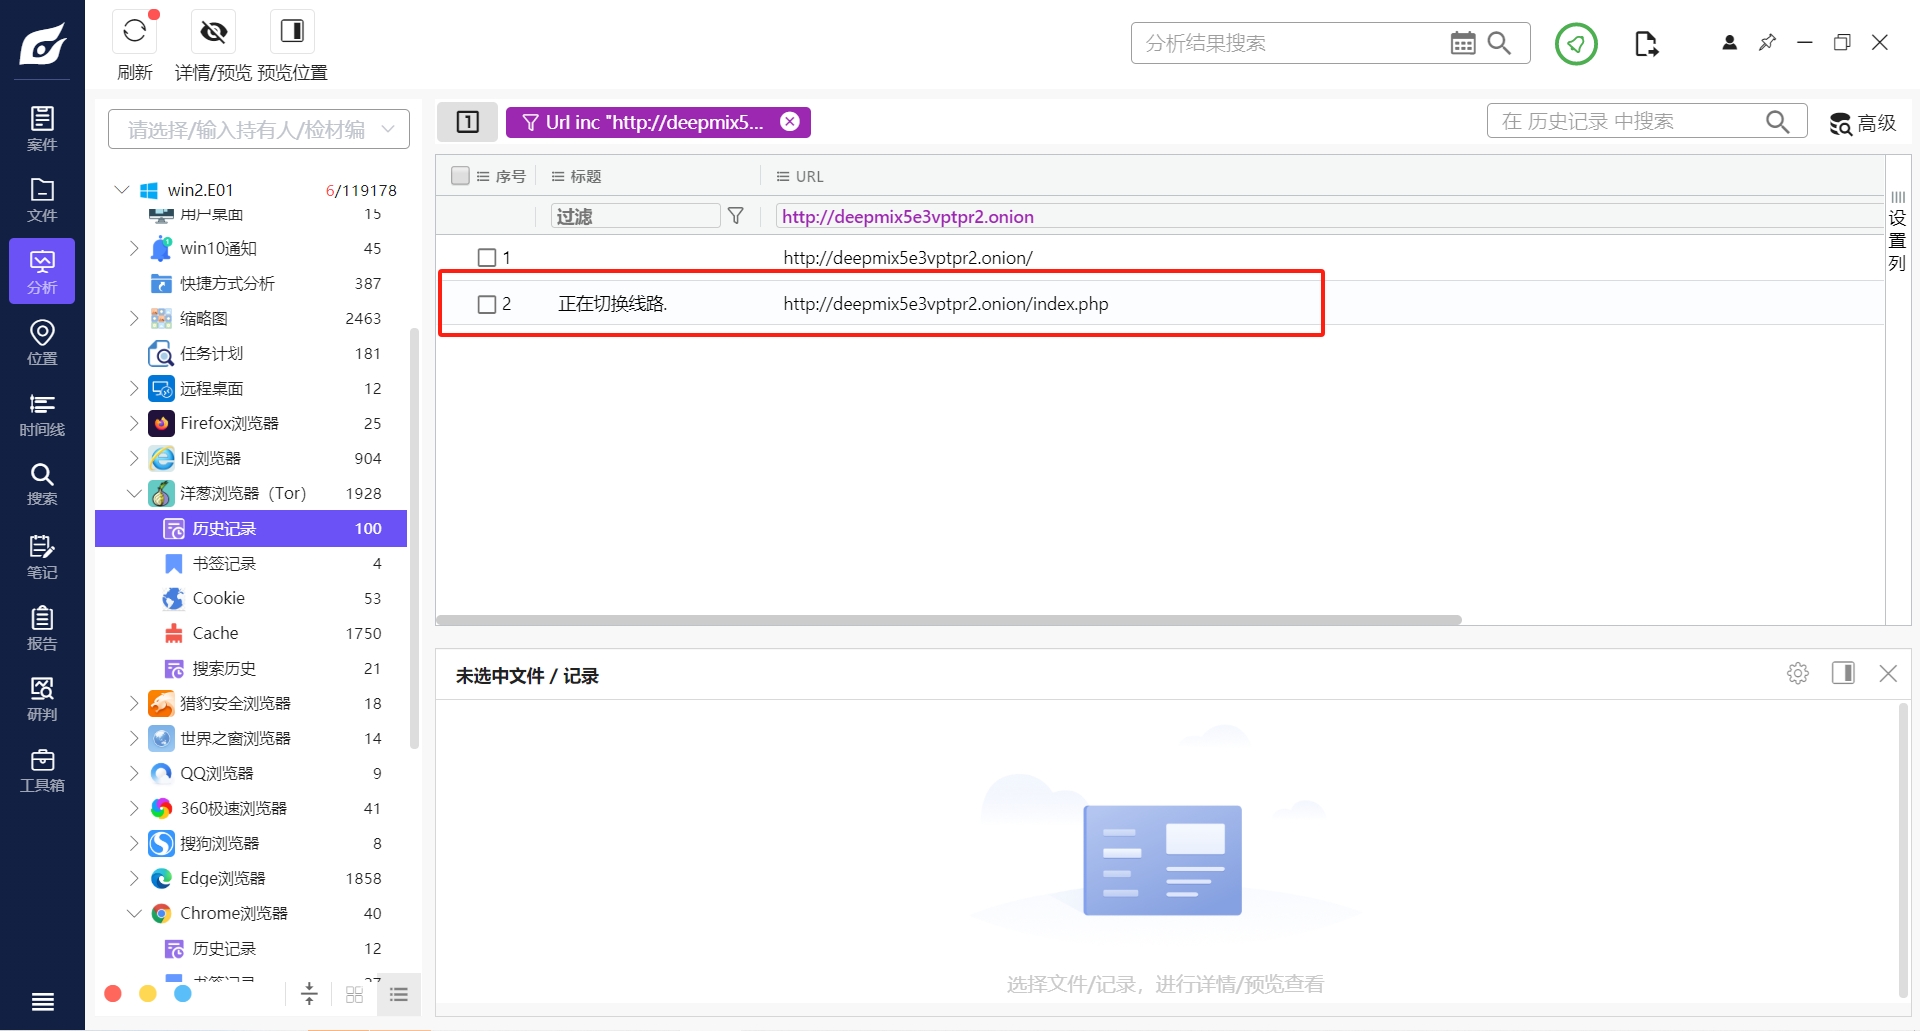 刷新
详情/预览
预览位置
分析结果搜索
案件
文件
分析
位置
时间线
搜索
笔记
报告
研判
工具箱
请选择/输入持有人/检材编
win2.E01 6/119178
用户桌面 15
win10通知 45
快捷方式分析 387
缩略图 2463
任务计划 181
远程桌面 12
Firefox浏览器 25
IE浏览器 904
洋葱浏览器（Tor） 1928
历史记录 100
书签记录 4
Cookie 53
Cache 1750
搜索历史 21
猎豹安全浏览器 18
世界之窗浏览器 14
QQ浏览器 9
360极速浏览器 41
搜狗浏览器 8
Edge浏览器 1858
Chrome浏览器 40
历史记录 12
1
Url inc "http://deepmix5...
在 历史记录 中搜索
高级
序号 标题 URL
过滤 http://deepmix5e3vptpr2.onion
1 http://deepmix5e3vptpr2.onion/
2 正在切换线路. http://deepmix5e3vptpr2.onion/index.php
设置列
未选中文件 / 记录
选择文件/记录，进行详情/预览查看